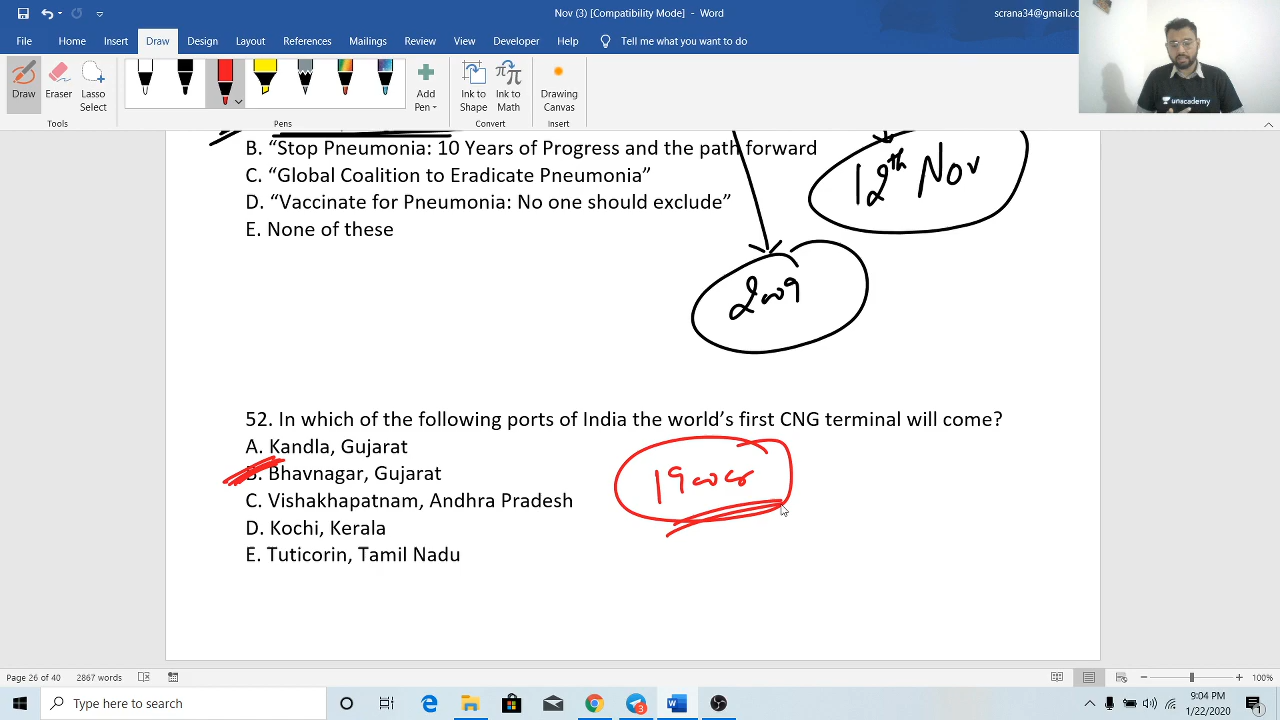 Nov (3) [Compatibility Mode] - Word
scrana34@gmail.co
File Home Insert Draw Design Layout References Mailings Review View Developer Help Tell me what you want to do
Draw Eraser Lasso Select Add Pen Ink to Shape Ink to Math Drawing Canvas
Tools Pens Convert Insert
unacademy
B. “Stop Pneumonia: 10 Years of Progress and the path forward
C. “Global Coalition to Eradicate Pneumonia”
D. “Vaccinate for Pneumonia: No one should exclude”
E. None of these
12th Nov
2009
52. In which of the following ports of India the world’s first CNG terminal will come?
A. Kandla, Gujarat
B. Bhavnagar, Gujarat
1900 cr
C. Vishakhapatnam, Andhra Pradesh
D. Kochi, Kerala
E. Tuticorin, Tamil Nadu
Page 26 of 40 2867 words 100%
Type here to search
3
9:04 PM
1/22/2020
1